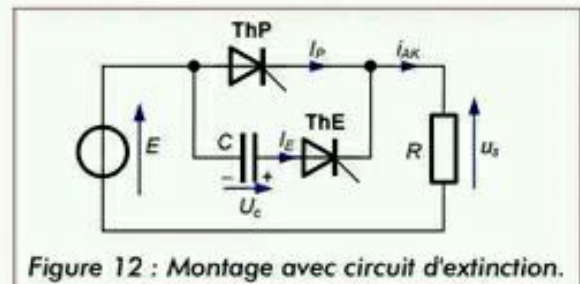 ThP
I_P
i_AK
E
C
I_E
ThE
R
u_s
– +
U_c
Figure 12 : Montage avec circuit d'extinction.